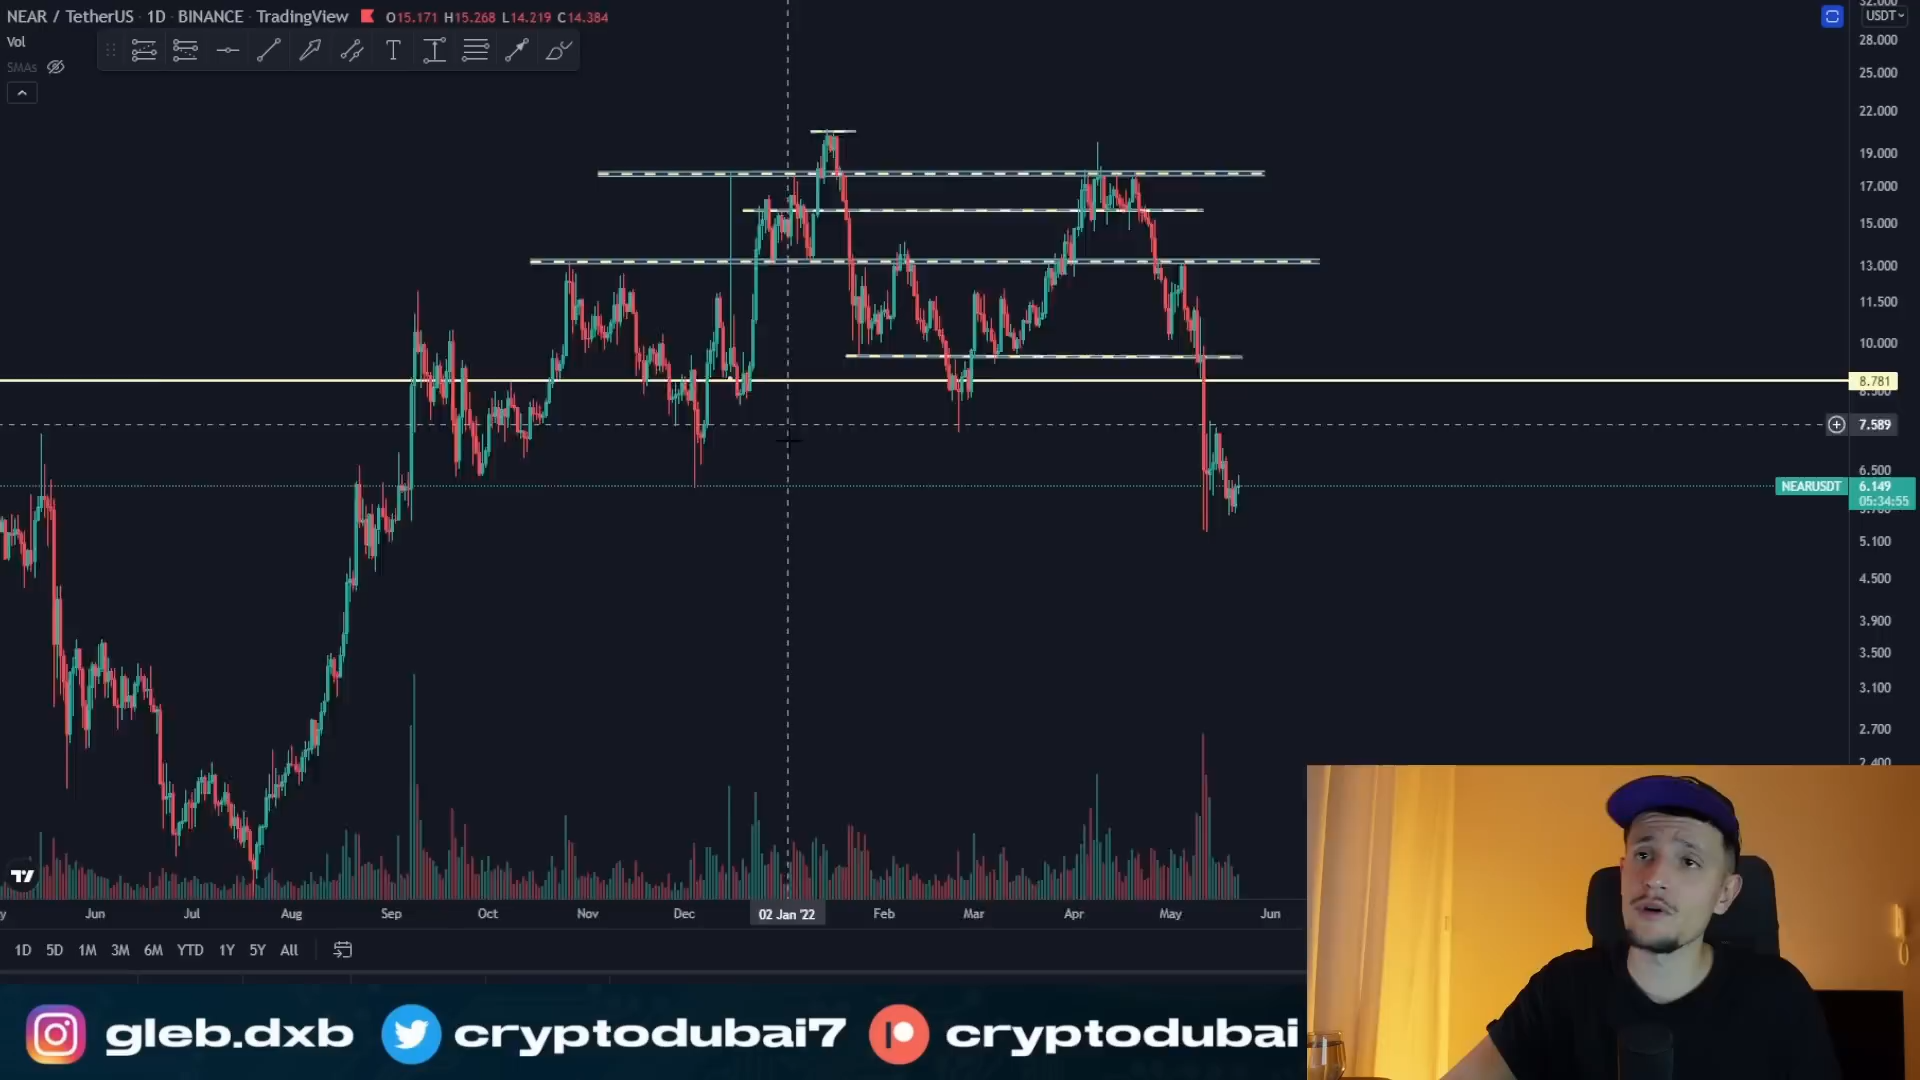 NEAR / TetherUS · 1D · BINANCE · TradingView O15.171 H15.268 L14.219 C14.384
USDT
Vol
SMAs
28.000
25.000
22.000
19.000
17.000
15.000
13.000
11.500
10.000
8.781
7.589
6.500
NEARUSDT 6.149
05:34:55
5.100
4.500
3.900
3.500
3.100
2.700
Jun Jul Aug Sep Oct Nov Dec 02 Jan '22 Feb Mar Apr May Jun
1D 5D 1M 3M 6M YTD 1Y 5Y All
gleb.dxb cryptodubai7 cryptodubai